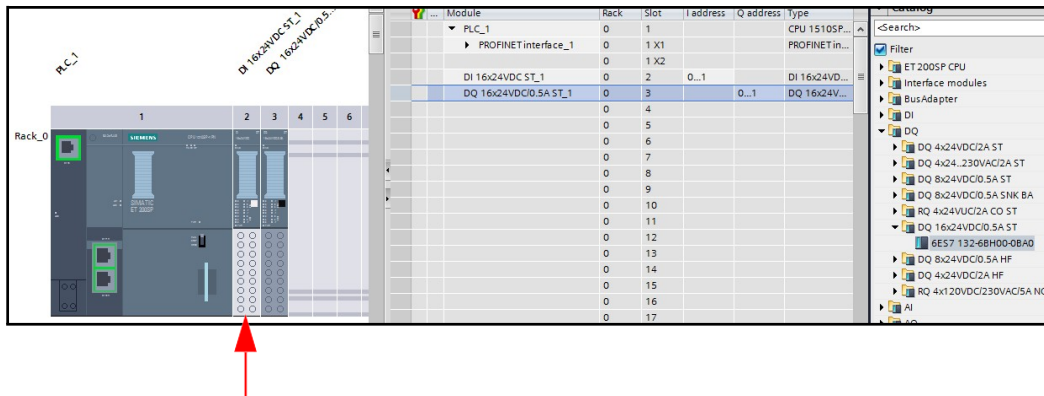 DI 16x24VDC ST_1
DQ 16x24VDC/0.5...
PLC_1
1 2 3 4 5 6
Rack_0
SIEMENS
SIMATIC
ET 200SP
... Module Rack Slot I address Q address Type
PLC_1 0 1 CPU 1510SP...
PROFINET interface_1 0 1 X1 PROFINET in...
0 1 X2
DI 16x24VDC ST_1 0 2 0...1 DI 16x24VD...
DQ 16x24VDC/0.5A ST_1 0 3 0...1 DQ 16x24V...
0 4
0 5
0 6
0 7
0 8
0 9
0 10
0 11
0 12
0 13
0 14
0 15
0 16
0 17
Catalog
<Search>
Filter
ET 200SP CPU
Interface modules
BusAdapter
DI
DQ
DQ 4x24VDC/2A ST
DQ 4x24..230VAC/2A ST
DQ 8x24VDC/0.5A ST
DQ 8x24VDC/0.5A SNK BA
RQ 4x24VUC/2A CO ST
DQ 16x24VDC/0.5A ST
6ES7 132-6BH00-0BA0
DQ 8x24VDC/0.5A HF
DQ 4x24VDC/2A HF
RQ 4x120VDC/230VAC/5A NO
AI
AQ